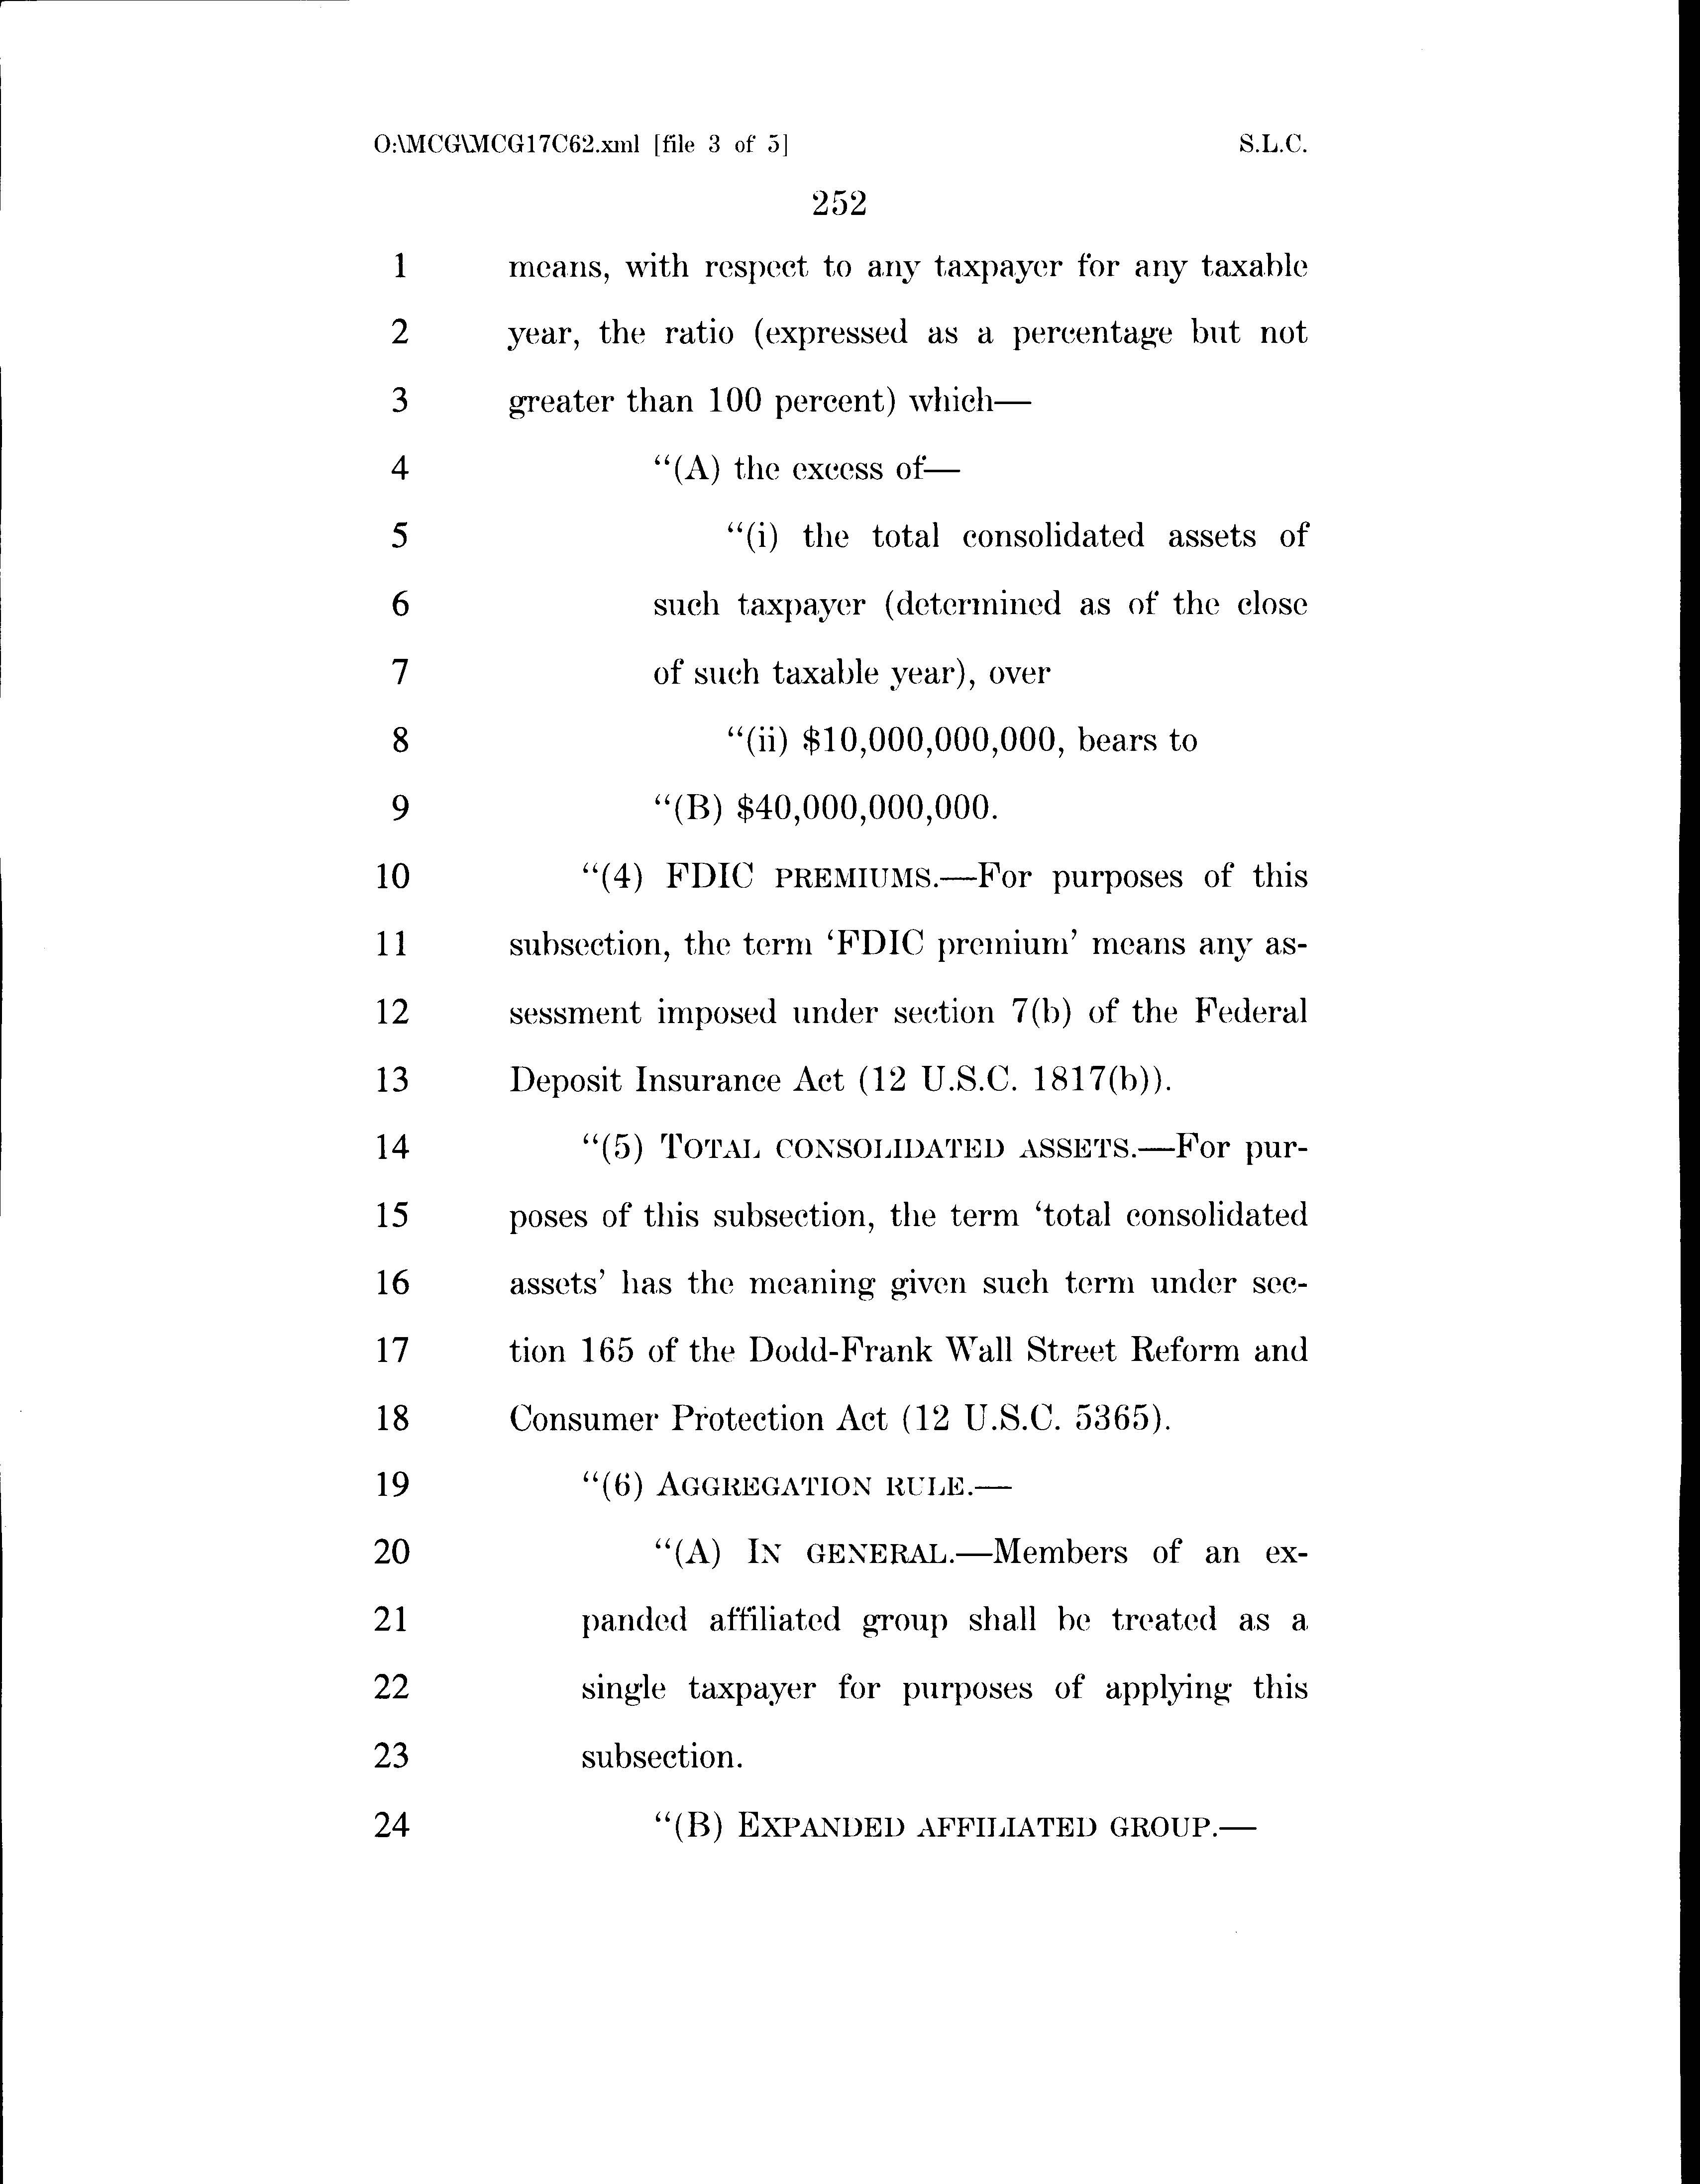 O:\MCG\MCG17C62.xml [file 3 of 5] S.L.C.
252
1 means, with respect to any taxpayer for any taxable
2 year, the ratio (expressed as a percentage but not
3 greater than 100 percent) which—
4 “(A) the excess of—
5 “(i) the total consolidated assets of
6 such taxpayer (determined as of the close
7 of such taxable year), over
8 “(ii) $10,000,000,000, bears to
9 “(B) $40,000,000,000.
10 “(4) FDIC PREMIUMS.—For purposes of this
11 subsection, the term ‘FDIC premium’ means any as-
12 sessment imposed under section 7(b) of the Federal
13 Deposit Insurance Act (12 U.S.C. 1817(b)).
14 “(5) TOTAL CONSOLIDATED ASSETS.—For pur-
15 poses of this subsection, the term ‘total consolidated
16 assets’ has the meaning given such term under sec-
17 tion 165 of the Dodd-Frank Wall Street Reform and
18 Consumer Protection Act (12 U.S.C. 5365).
19 “(6) AGGREGATION RULE.—
20 “(A) IN GENERAL.—Members of an ex-
21 panded affiliated group shall be treated as a
22 single taxpayer for purposes of applying this
23 subsection.
24 “(B) EXPANDED AFFILIATED GROUP.—